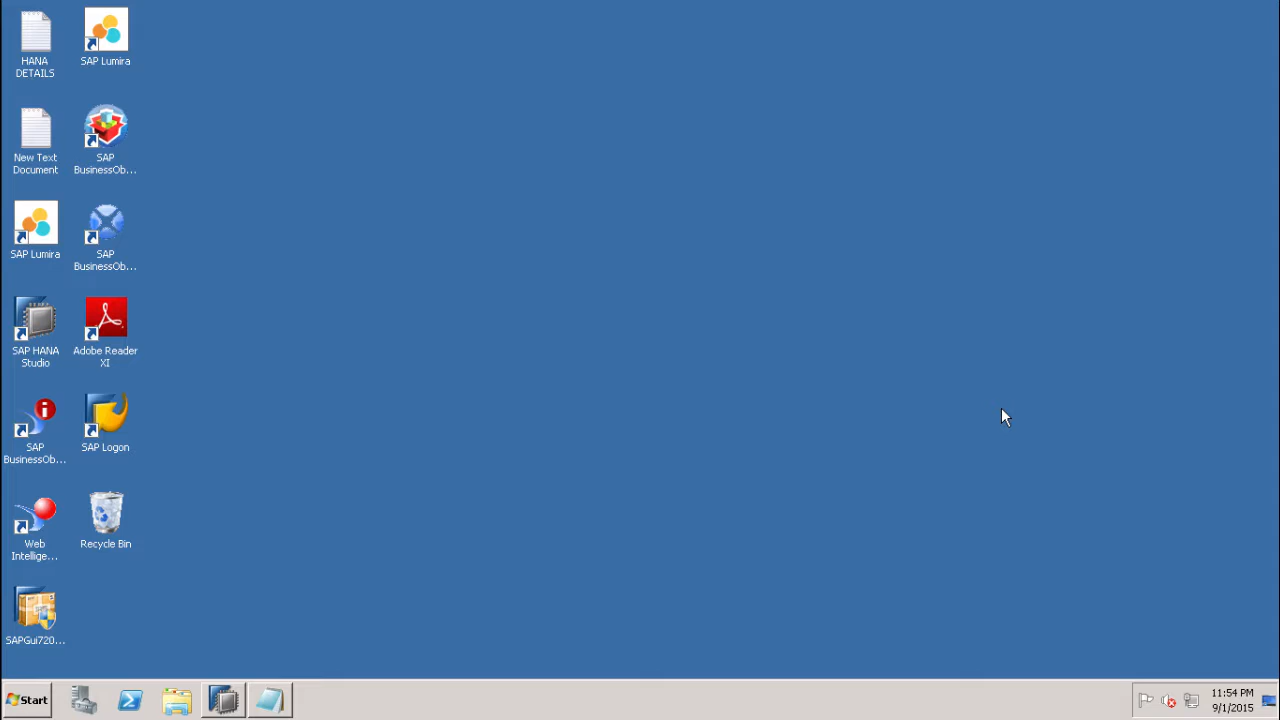 HANA
DETAILS
SAP Lumira
New Text
Document
SAP
BusinessOb...
SAP Lumira
SAP
BusinessOb...
SAP HANA
Studio
Adobe Reader
XI
SAP
BusinessOb...
SAP Logon
Web
Intellige...
Recycle Bin
SAPGui720...
Start
11:54 PM
9/1/2015